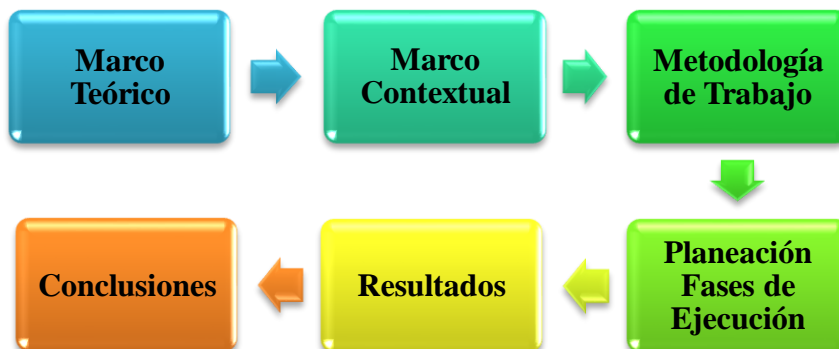 Marco
Teórico
Marco
Contextual
Metodología
de Trabajo
Planeación
Fases de
Ejecución
Resultados
Conclusiones